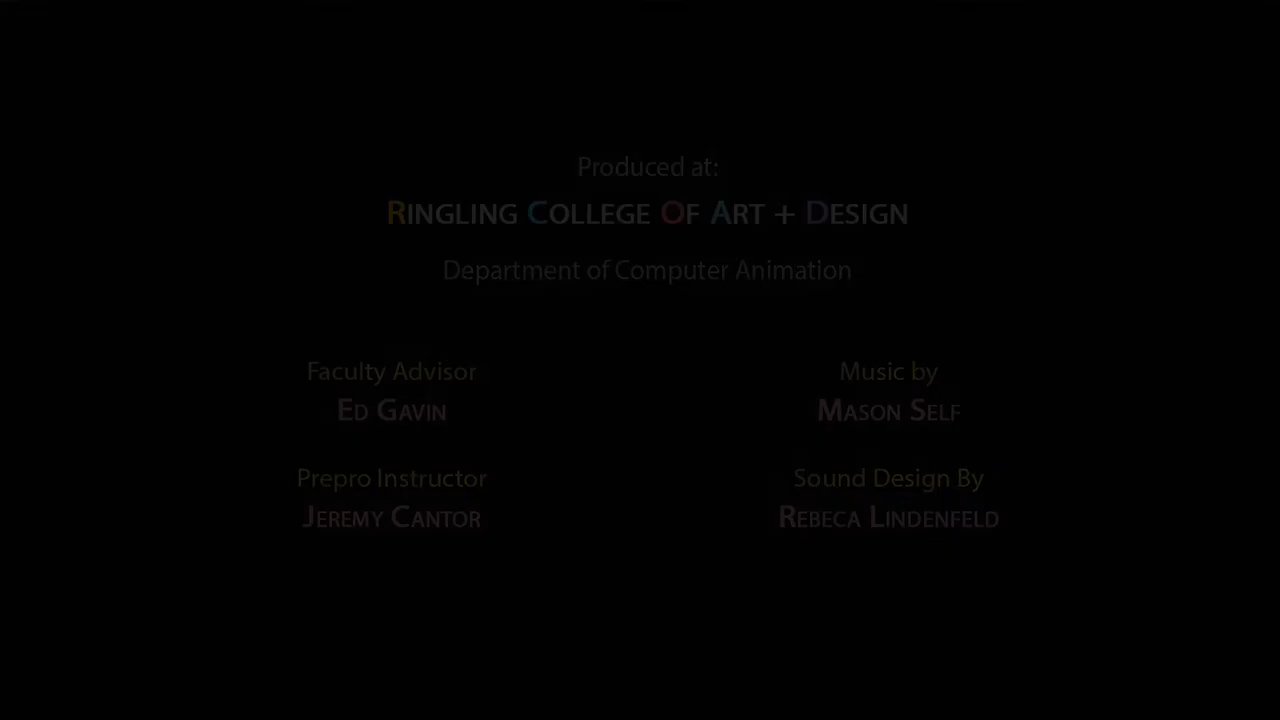 Produced at:
RINGLING COLLEGE OF ART + DESIGN
Department of Computer Animation
Faculty Advisor
ED GAVIN
Music by
MASON SELF
Prepro Instructor
JEREMY CANTOR
Sound Design By
REBECA LINDENFELD